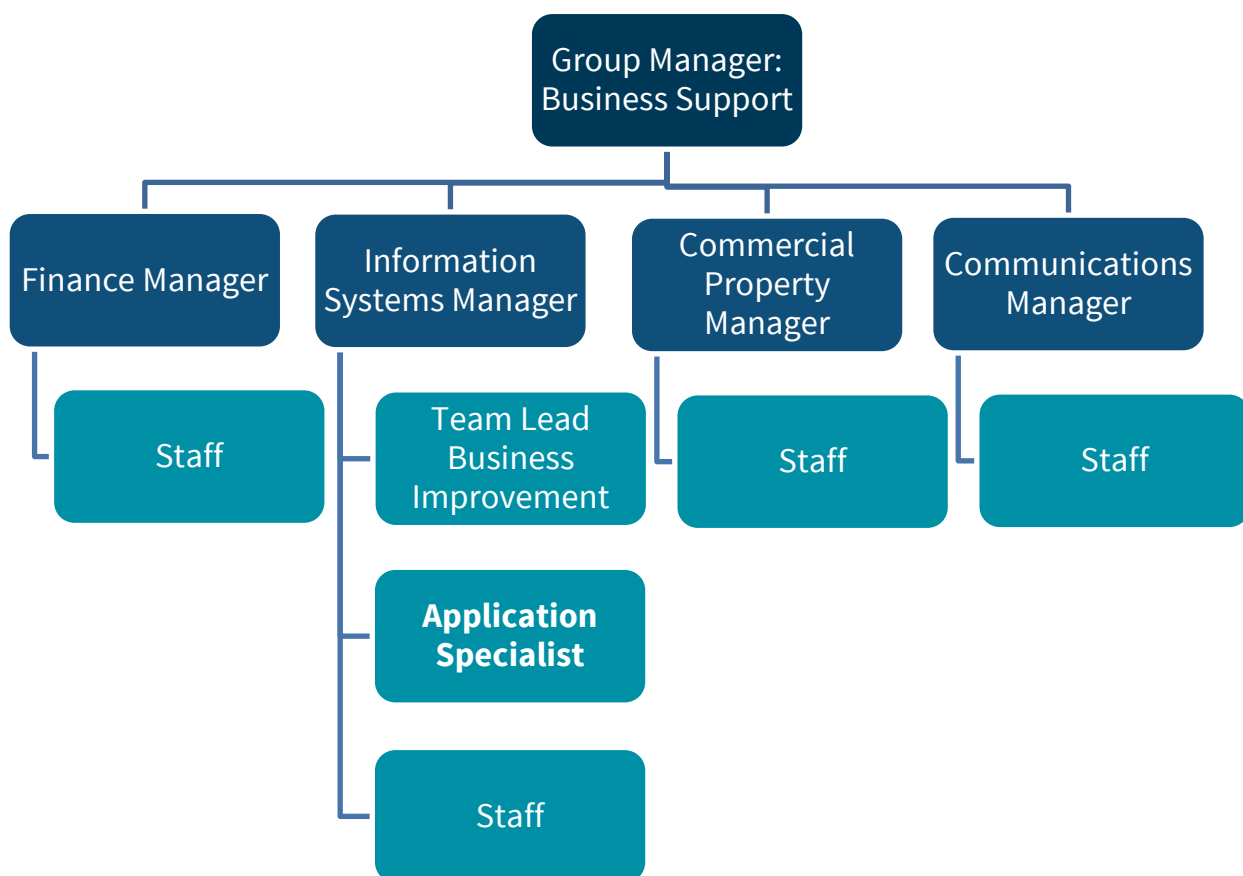 Group Manager:
Business Support
Finance Manager
Information
Systems Manager
Commercial
Property
Manager
Communications
Manager
Staff
Team Lead
Business
Improvement
Staff
Staff
Application
Specialist
Staff